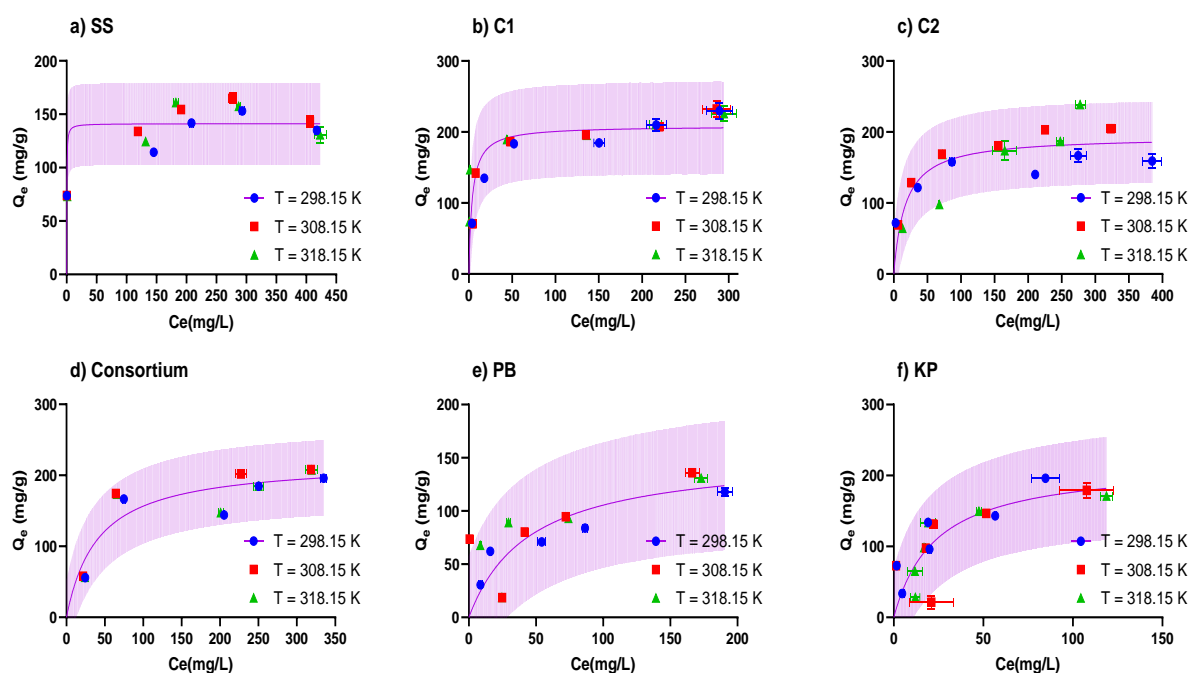 a) SS
b) C1
c) C2
200
150
100
50
0
Qe (mg/g)
T = 298.15 K
T = 308.15 K
T = 318.15 K
0 50 100 150 200 250 300 350 400 450
Ce(mg/L)
300
200
100
0
Qe (mg/g)
T = 298.15 K
T = 308.15 K
T = 318.15 K
0 50 100 150 200 250 300
Ce(mg/L)
300
200
100
0
Qe (mg/g)
T = 298.15 K
T = 308.15 K
T = 318.15 K
0 50 100 150 200 250 300 350 400
Ce(mg/L)
d) Consortium
e) PB
f) KP
300
200
100
0
Qe (mg/g)
T = 298.15 K
T = 308.15 K
T = 318.15 K
0 50 100 150 200 250 300 350
Ce(mg/L)
200
150
100
50
0
Qe (mg/g)
T = 298.15 K
T = 308.15 K
T = 318.15 K
0 50 100 150 200
Ce(mg/L)
300
200
100
0
Qe (mg/g)
T = 298.15 K
T = 308.15 K
T = 318.15 K
0 50 100 150
Ce(mg/L)